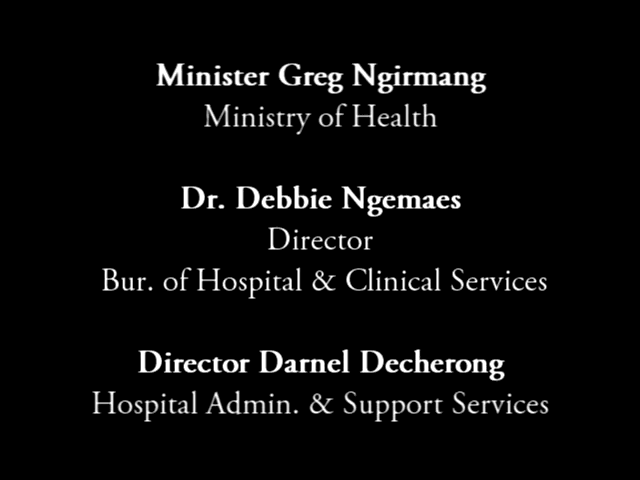 Minister Greg Ngirmang
Ministry of Health
Dr. Debbie Ngemaes
Director
Bur. of Hospital & Clinical Services
Director Darnel Decherong
Hospital Admin. & Support Services